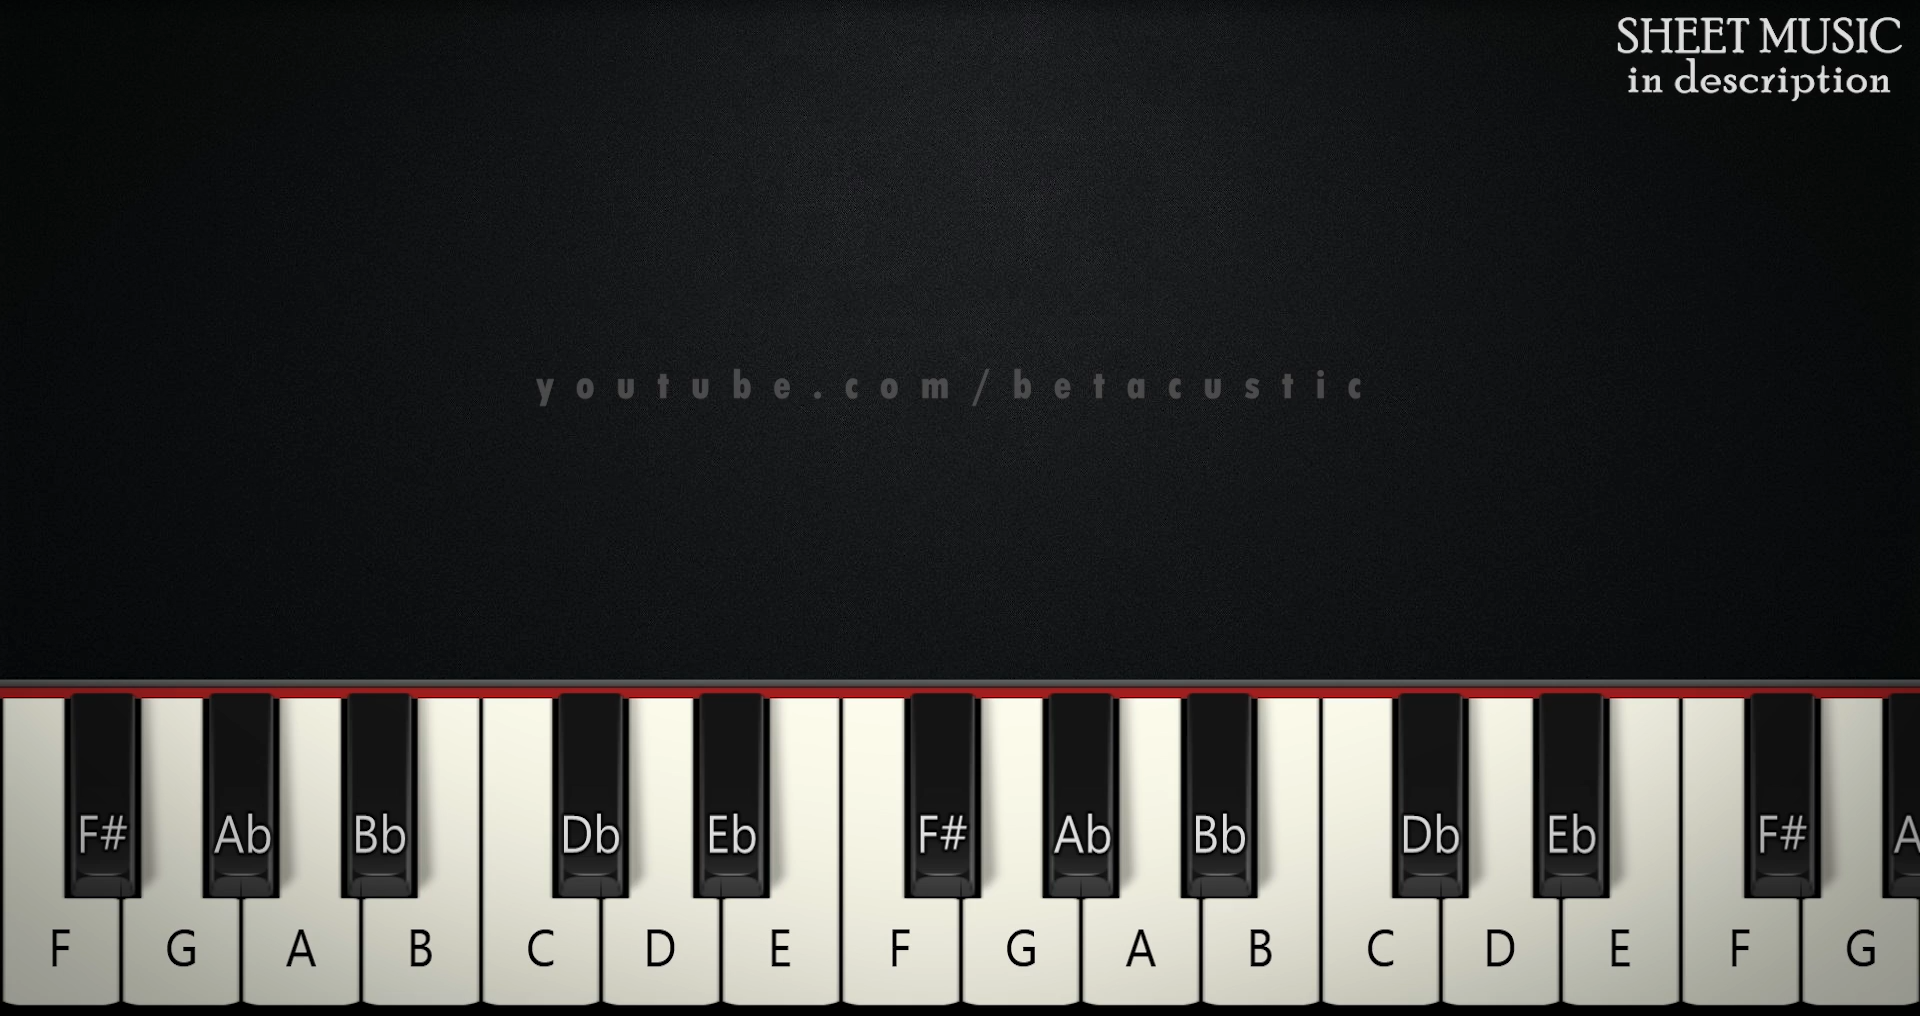 SHEET MUSIC
in description
youtube.com/betacustic
F# Ab Bb Db Eb F# Ab Bb Db Eb F# A
F G A B C D E F G A B C D E F G